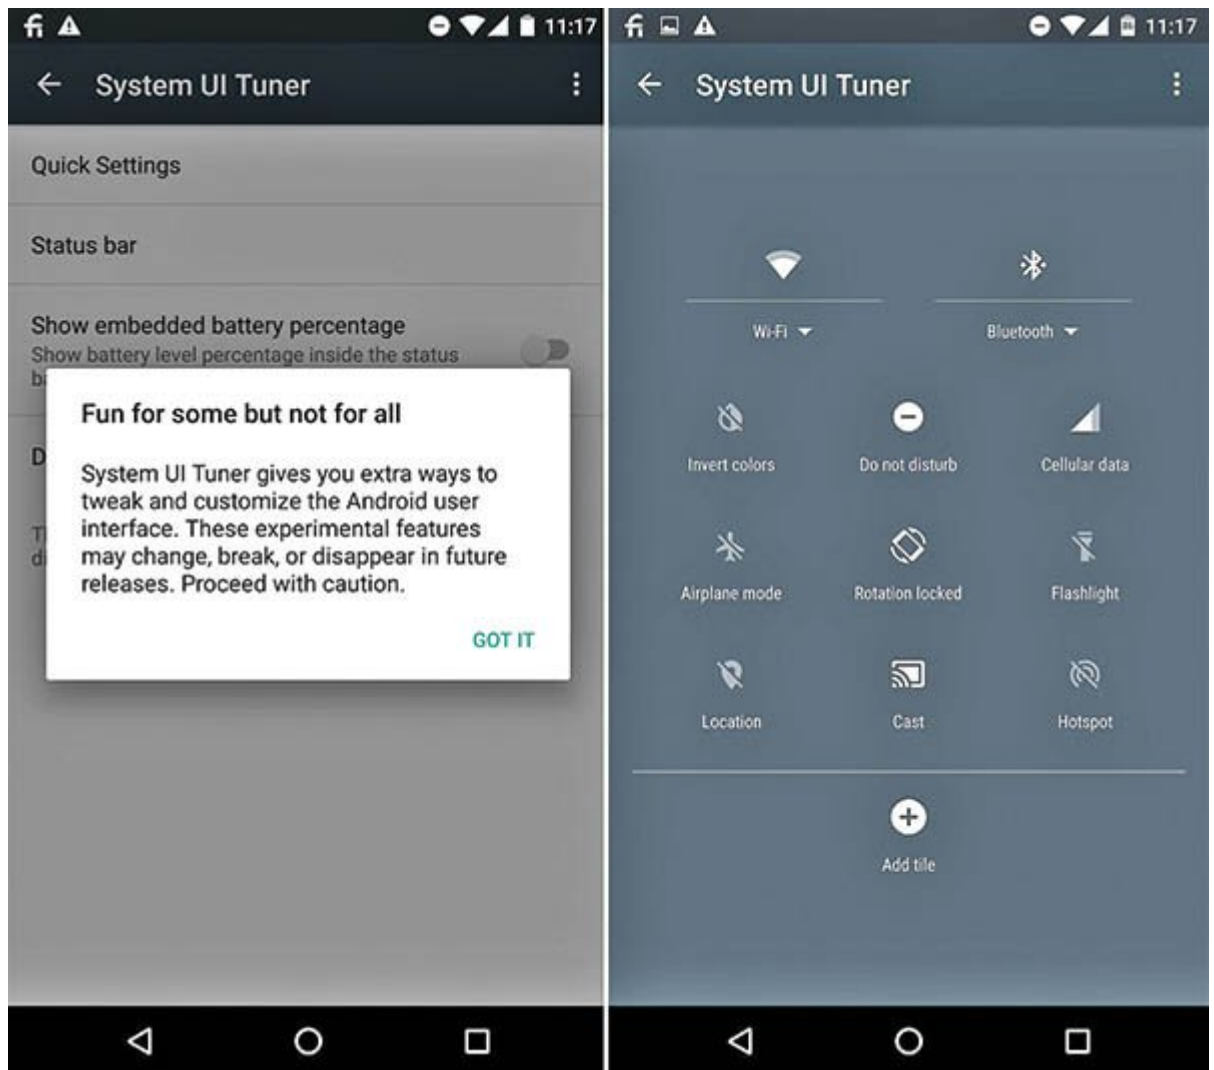 11:17
System UI Tuner
Quick Settings
Status bar
Show embedded battery percentage
Show battery level percentage inside the status
Fun for some but not for all
System UI Tuner gives you extra ways to
tweak and customize the Android user
interface. These experimental features
may change, break, or disappear in future
releases. Proceed with caution.
GOT IT
11:17
System UI Tuner
Wi-Fi
Bluetooth
Invert colors
Do not disturb
Cellular data
Airplane mode
Rotation locked
Flashlight
Location
Cast
Hotspot
Add tile